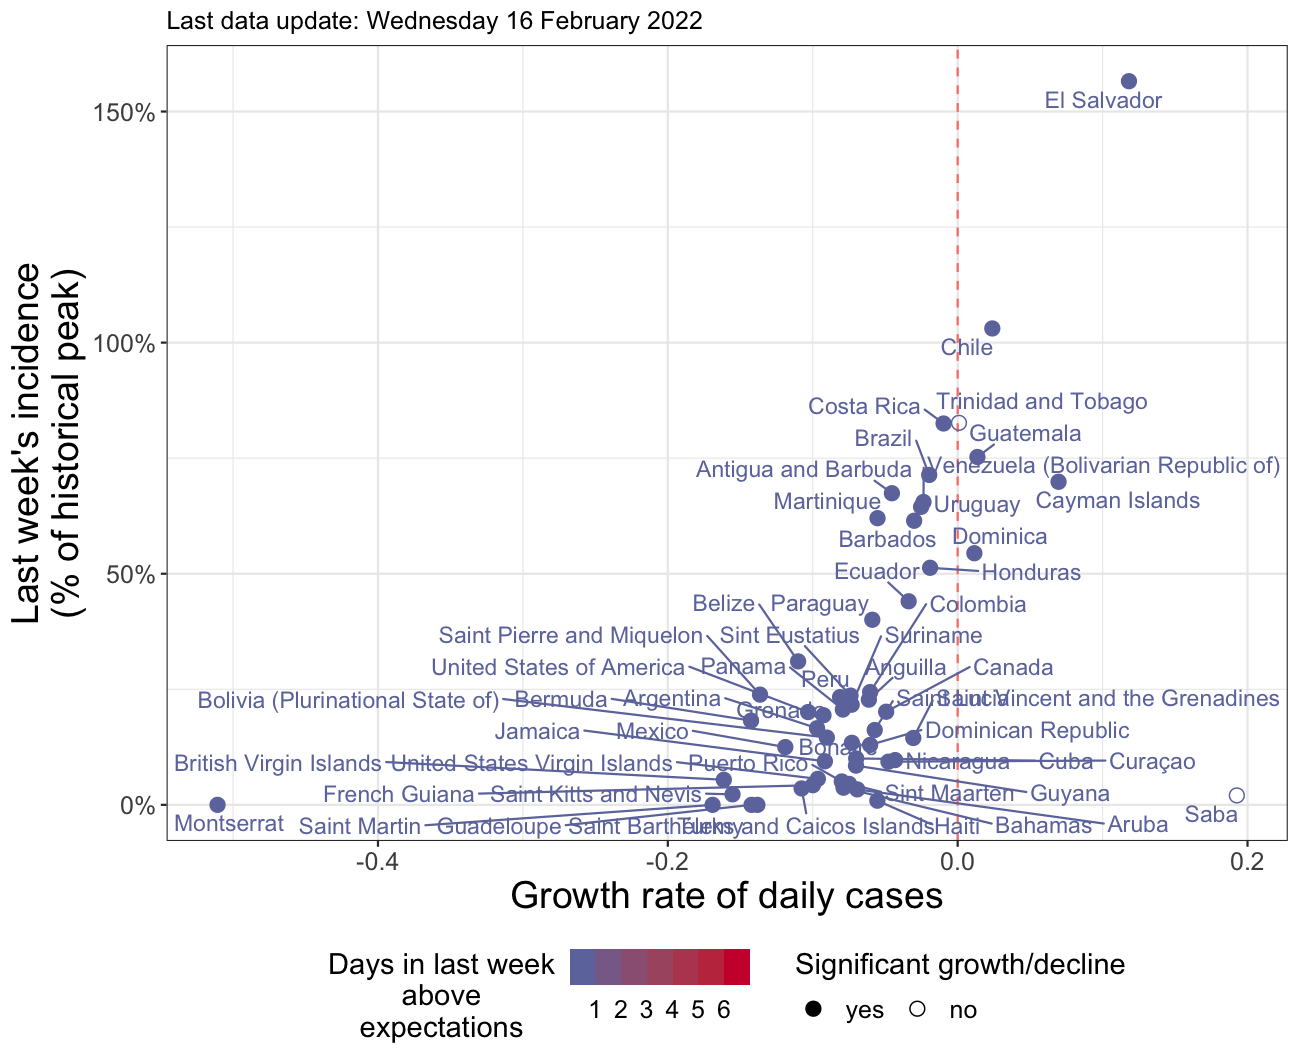 Last data update: Wednesday 16 February 2022
150%
100%
50%
0%
Last week's incidence
(% of historical peak)
El Salvador
Chile
Trinidad and Tobago
Costa Rica
Guatemala
Brazil
Venezuela (Bolivarian Republic of)
Antigua and Barbuda
Cayman Islands
Martinique
Uruguay
Barbados
Dominica
Ecuador
Honduras
Belize
Paraguay
Colombia
Saint Pierre and Miquelon
Sint Eustatius
Suriname
United States of America
Panama
Anguilla
Canada
Peru
Bolivia (Plurinational State of)
Bermuda
Argentina
Saint Lucia
Saint Vincent and the Grenadines
Grenada
Jamaica
Mexico
Dominican Republic
Bonaire
British Virgin Islands
United States Virgin Islands
Puerto Rico
Nicaragua
Cuba
Curaçao
French Guiana
Saint Kitts and Nevis
Sint Maarten
Guyana
Montserrat
Saint Martin
Guadeloupe
Saint Barthélemy
Turks and Caicos Islands
Haiti
Bahamas
Aruba
Saba
-0.4
-0.2
0.0
0.2
Growth rate of daily cases
Days in last week
above
expectations
1 2 3 4 5 6
Significant growth/decline
yes
no